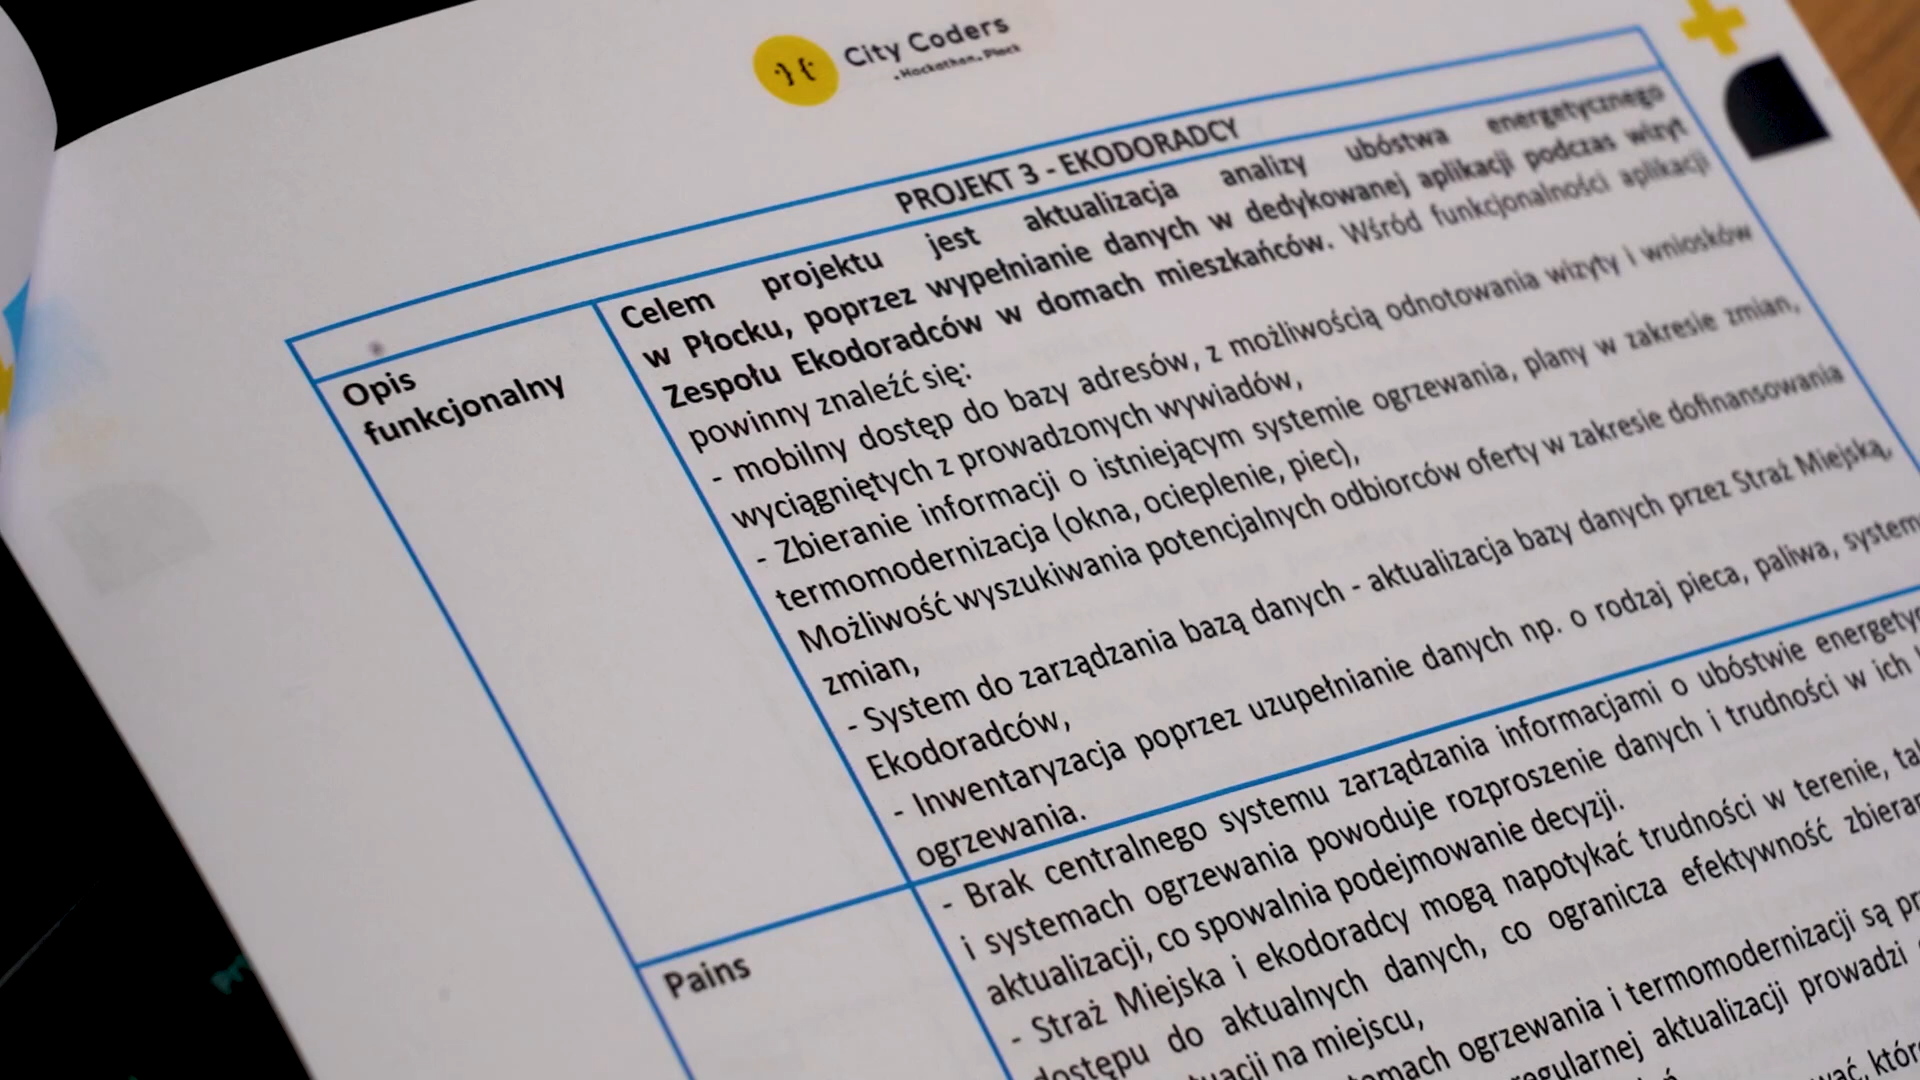 City Coders
Hackathon Płock
PROJEKT 3 - EKODORADCY
Opis
funkcjonalny
Celem projektu jest aktualizacja analizy ubóstwa energetycznego
w Płocku, poprzez wypełnianie danych w dedykowanej aplikacji podczas wizyt
Zespołu Ekodoradców w domach mieszkańców. Wśród funkcjonalności aplikacji
powinny znaleźć się:
- mobilny dostęp do bazy adresów, z możliwością odnotowania wizyty i wniosków
wyciągniętych z prowadzonych wywiadów,
- Zbieranie informacji o istniejącym systemie ogrzewania, plany w zakresie zmian,
termomodernizacja (okna, ocieplenie, piec),
Możliwość wyszukiwania potencjalnych odbiorców oferty w zakresie dofinansowania
zmian,
- System do zarządzania bazą danych - aktualizacja bazy danych przez Straż Miejską,
Ekodoradców,
- Inwentaryzacja poprzez uzupełnianie danych np. o rodzaj pieca, paliwa, system
ogrzewania.
Pains
- Brak centralnego systemu zarządzania informacjami o ubóstwie
i systemach ogrzewania powoduje rozproszenie danych i trudności w ich
aktualizacji, co spowalnia podejmowanie decyzji.
- Straż Miejska i ekodoradcy mogą napotykać trudności w terenie,
dostępu do aktualnych danych, co ogranicza efektywność
na miejscu,
ogrzewania i termomodernizacji są
regularnej aktualizacji prowadzi